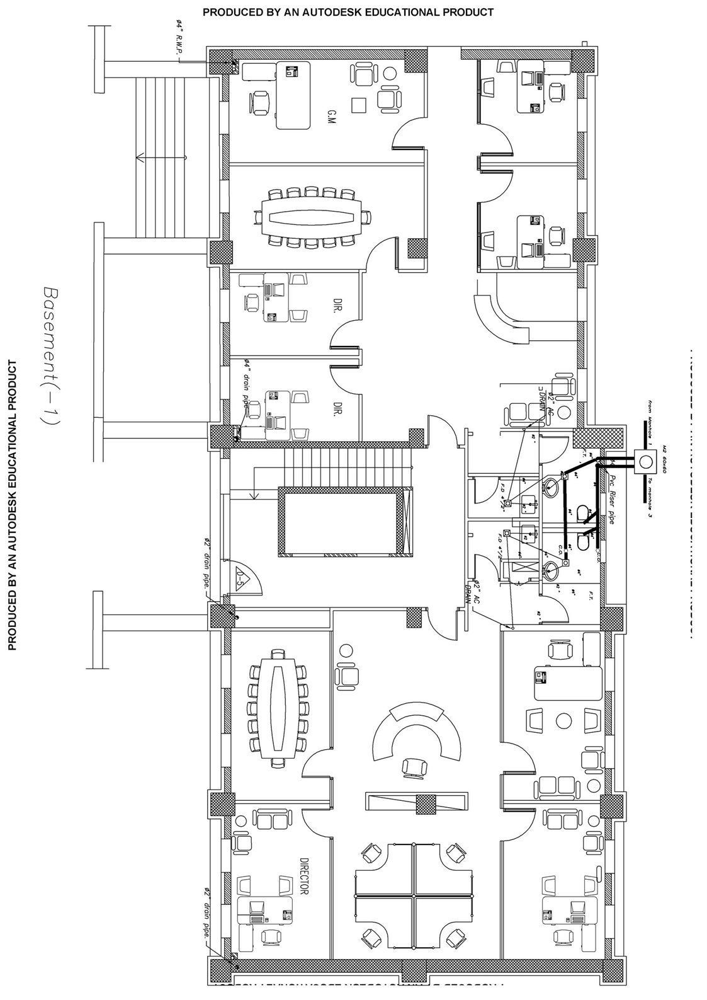 PRODUCED BY AN AUTODESK EDUCATIONAL PRODUCT
ø4" R.W.P.
G.M
Basement(-1)
DIR.
DIR.
ø4" drain pipe.
ø2" AC
DRAIN
from Manhole 1
M2 60x60
To manhole 3
Pvc Riser pipe
F.T.
F.D 4"/2"
F.D 4"/2"
C.O.
C.O.
F.T.
ø2" AC
DRAIN
D-5
ø2" drain pipe.
DIRECTOR
ø2" drain pipe.
PRODUCED BY AN AUTODESK EDUCATIONAL PRODUCT